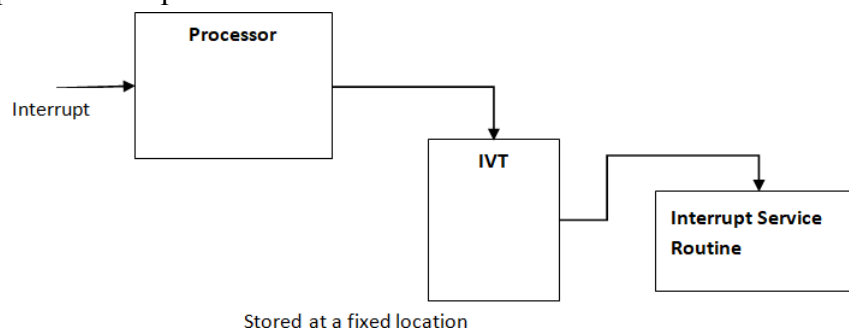 Processor
Interrupt
IVT
Interrupt Service
Routine
Stored at a fixed location